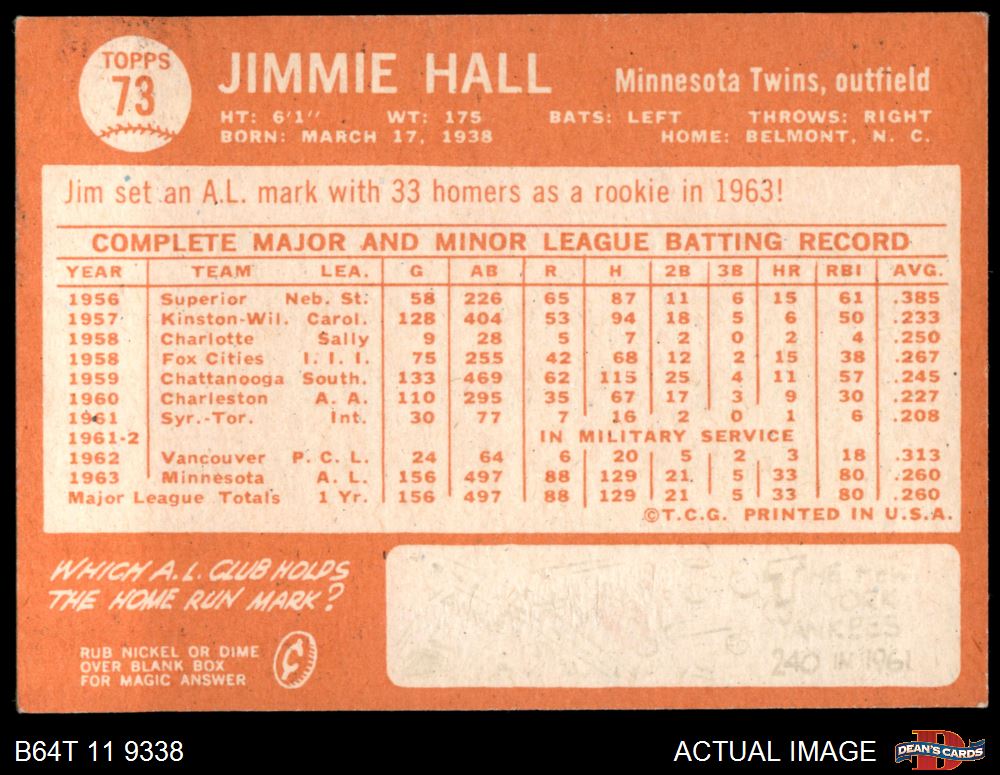 TOPPS
73
JIMMIE HALL
Minnesota Twins, outfield
HT: 6'1" WT: 175 BATS: LEFT THROWS: RIGHT
BORN: MARCH 17, 1938 HOME: BELMONT, N. C.
Jim set an A.L. mark with 33 homers as a rookie in 1963!
COMPLETE MAJOR AND MINOR LEAGUE BATTING RECORD
YEAR TEAM LEA. G AB R H 2B 3B HR RBI AVG.
1956 Superior Neb. St. 58 226 65 87 11 6 15 61 .385
1957 Kinston-Wil. Carol. 128 404 53 94 18 5 6 50 .233
1958 Charlotte Sally 9 28 5 7 2 0 2 4 .250
1958 Fox Cities I. I. I. 75 255 42 68 12 2 15 38 .267
1959 Chattanooga South. 133 469 62 115 25 4 11 57 .245
1960 Charleston A. A. 110 295 35 67 17 3 9 30 .227
1961 Syr.-Tor. Int. 30 77 7 16 2 0 1 6 .208
1961-2 IN MILITARY SERVICE
1962 Vancouver P. C. L. 24 64 6 20 5 2 3 18 .313
1963 Minnesota A. L. 156 497 88 129 21 5 33 80 .260
Major League Totals 1 Yr. 156 497 88 129 21 5 33 80 .260
©T.C.G. PRINTED IN U.S.A.
WHICH A.L. CLUB HOLDS
THE HOME RUN MARK?
RUB NICKEL OR DIME
OVER BLANK BOX
FOR MAGIC ANSWER
THE NEW
YORK
YANKEES
240 IN 1961
B64T 11 9338
ACTUAL IMAGE
DEAN'S CARDS